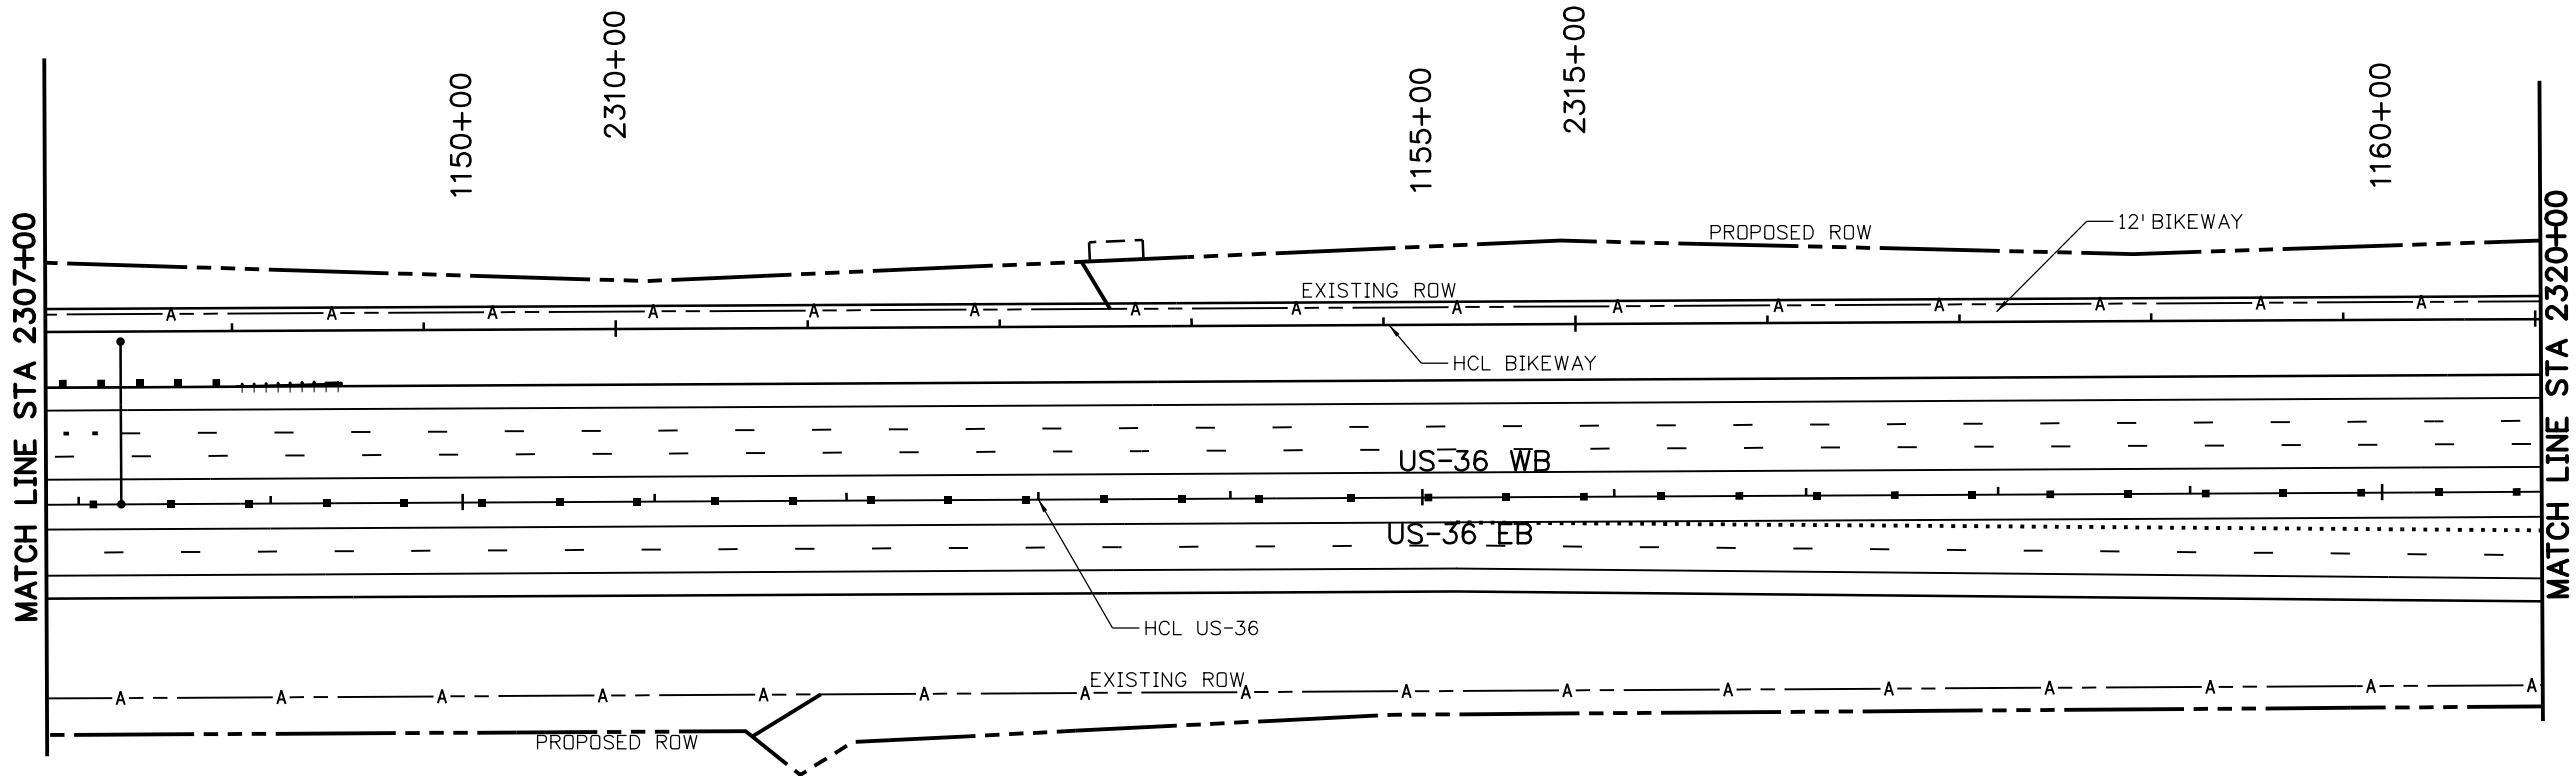 2310+00
2315+00
1150+00
1155+00
1160+00
MATCH LINE STA 2307+00
MATCH LINE STA 2320+00
12' BIKEWAY
PROPOSED ROW
EXISTING ROW
A A A A A A A A A A A A A A A
HCL BIKEWAY
US-36 WB
US-36 EB
HCL US-36
EXISTING ROW
A A A A A A A A A A A A A A A A
PROPOSED ROW